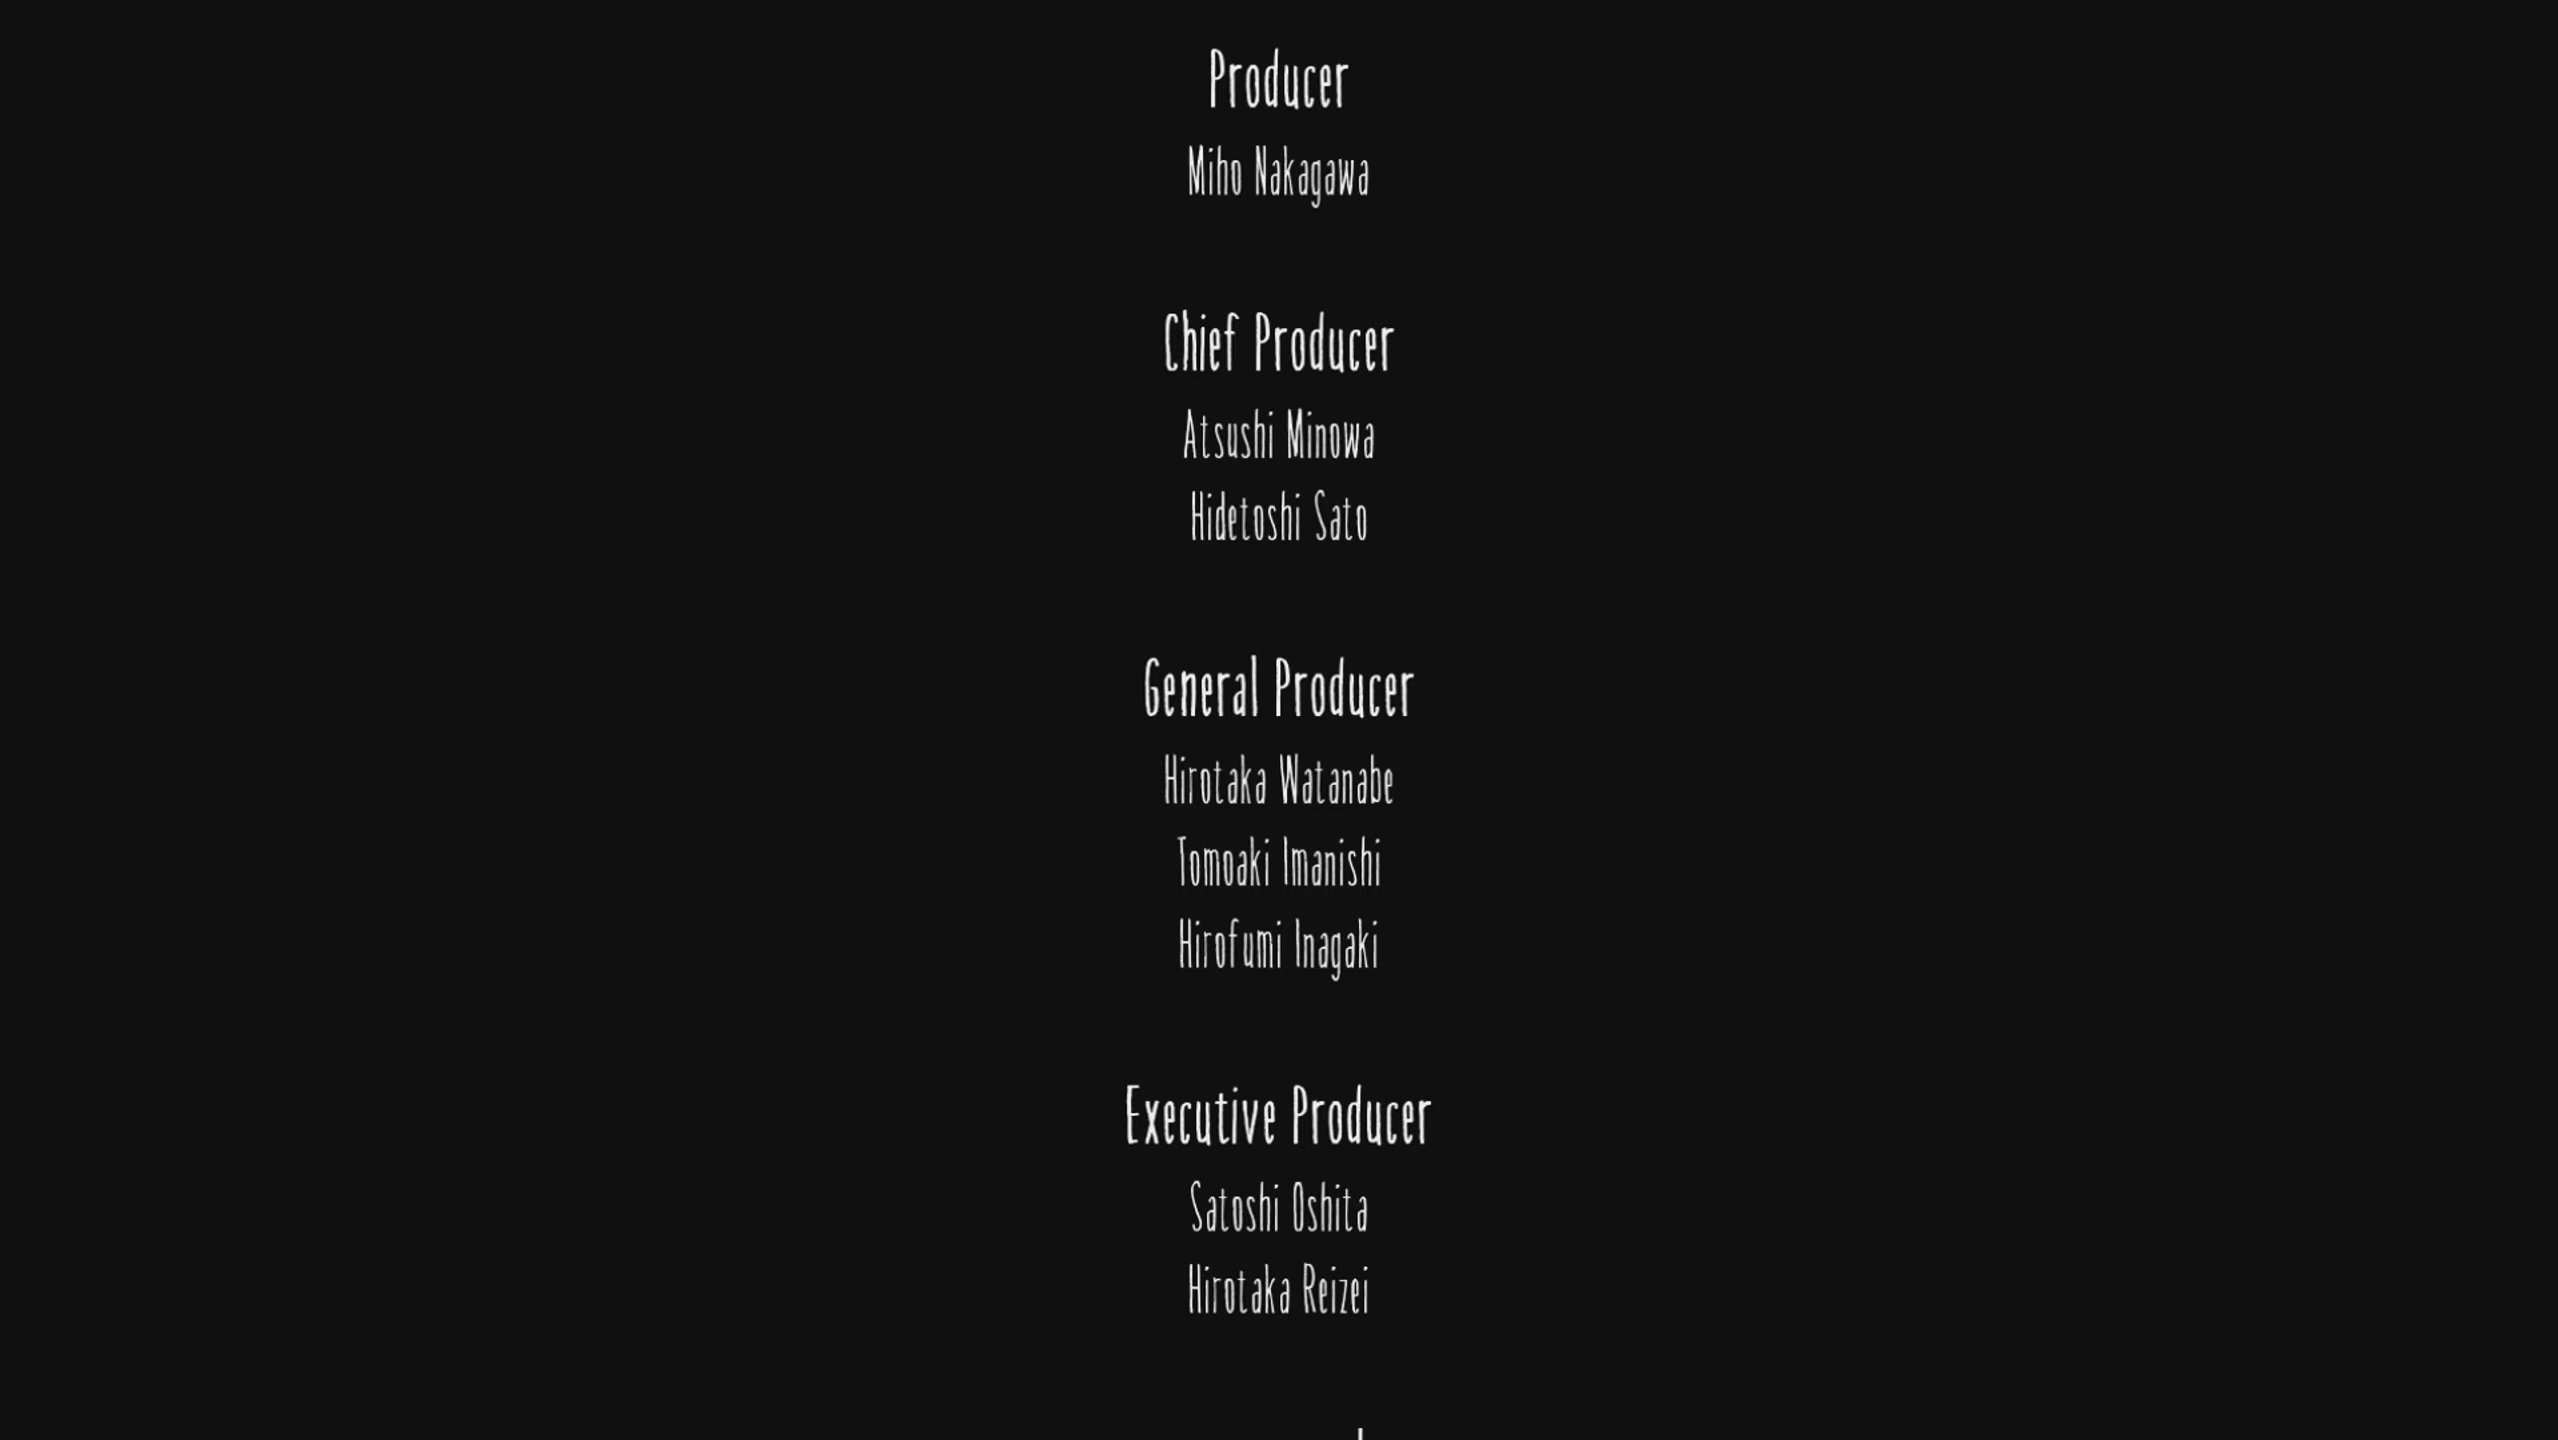 Producer
Miho Nakagawa
Chief Producer
Atsushi Minowa
Hidetoshi Sato
General Producer
Hirotaka Watanabe
Tomoaki Imanishi
Hirofumi Inagaki
Executive Producer
Satoshi Oshita
Hirotaka Reizei